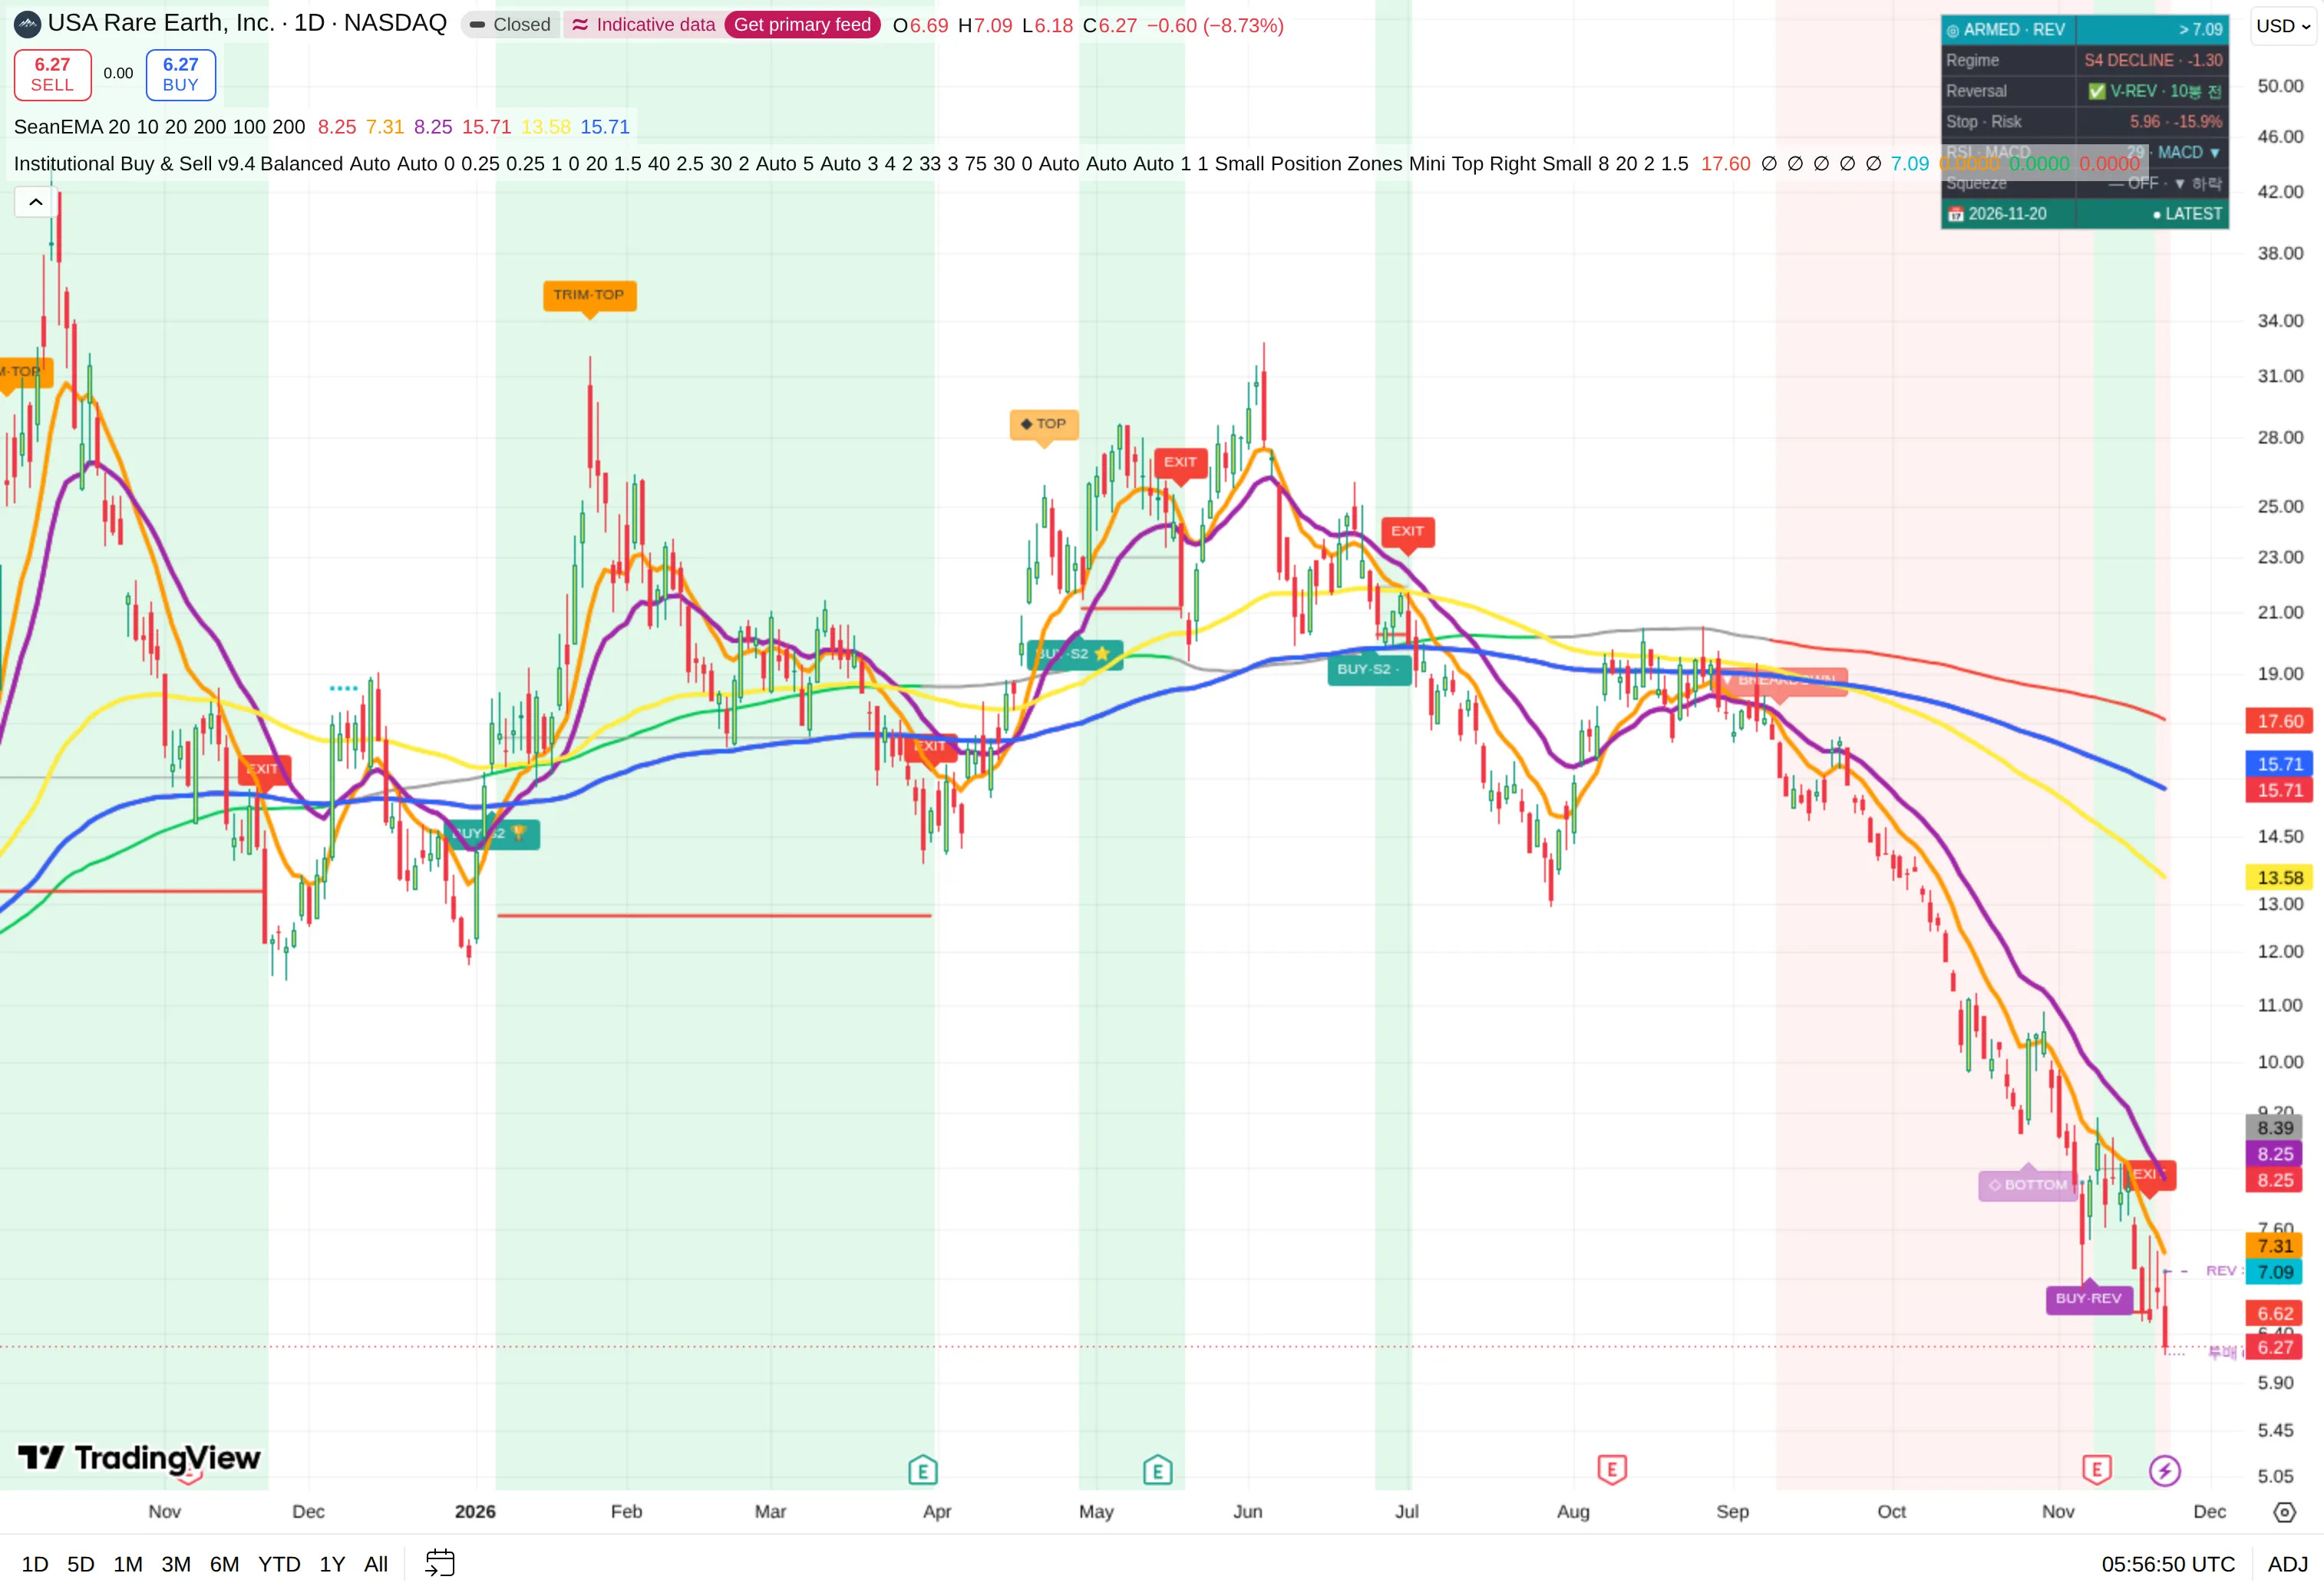 USA Rare Earth, Inc. · 1D · NASDAQ Closed Indicative data Get primary feed O6.69 H7.09 L6.18 C6.27 −0.60 (−8.73%)
6.27 SELL 0.00 6.27 BUY
SeanEMA 20 10 20 200 100 200 8.25 7.31 8.25 15.71 13.58 15.71
Institutional Buy & Sell v9.4 Balanced Auto Auto 0 0.25 0.25 1 0 20 1.5 40 2.5 30 2 Auto 5 Auto 3 4 2 33 3 75 30 0 Auto Auto Auto 1 1 Small Position Zones Mini Top Right Small 8 20 2 1.5 17.60 ∅ ∅ ∅ ∅ ∅ 7.09 0.0000 0.0000 0.0000
◎ ARMED · REV > 7.09
Regime S4 DECLINE · -1.30
Reversal ✅ V-REV · 10봉 전
Stop · Risk 5.96 · -15.9%
RSI · MACD 29 · MACD ▼
Squeeze — OFF · ▼ 하락
📅 2026-11-20 ● LATEST
USD
50.00
46.00
42.00
38.00
34.00
31.00
28.00
25.00
23.00
21.00
19.00
17.60
15.71
15.71
14.50
13.58
13.00
12.00
11.00
10.00
9.20
8.39
8.25
8.25
7.60
7.31
7.09
6.62
6.40
6.27
5.90
5.45
5.05
M-TOP
TRIM-TOP
◆ TOP
EXIT
EXIT
BUY-S2 ⭐
BUY-S2 ·
▼ BREAKDOWN
EXIT
EXIT
BUY-S2 🏆
◇ BOTTOM
EXIT
BUY-REV
REV
TradingView
E
E
E
E
Nov Dec 2026 Feb Mar Apr May Jun Jul Aug Sep Oct Nov Dec
1D 5D 1M 3M 6M YTD 1Y All 05:56:50 UTC ADJ